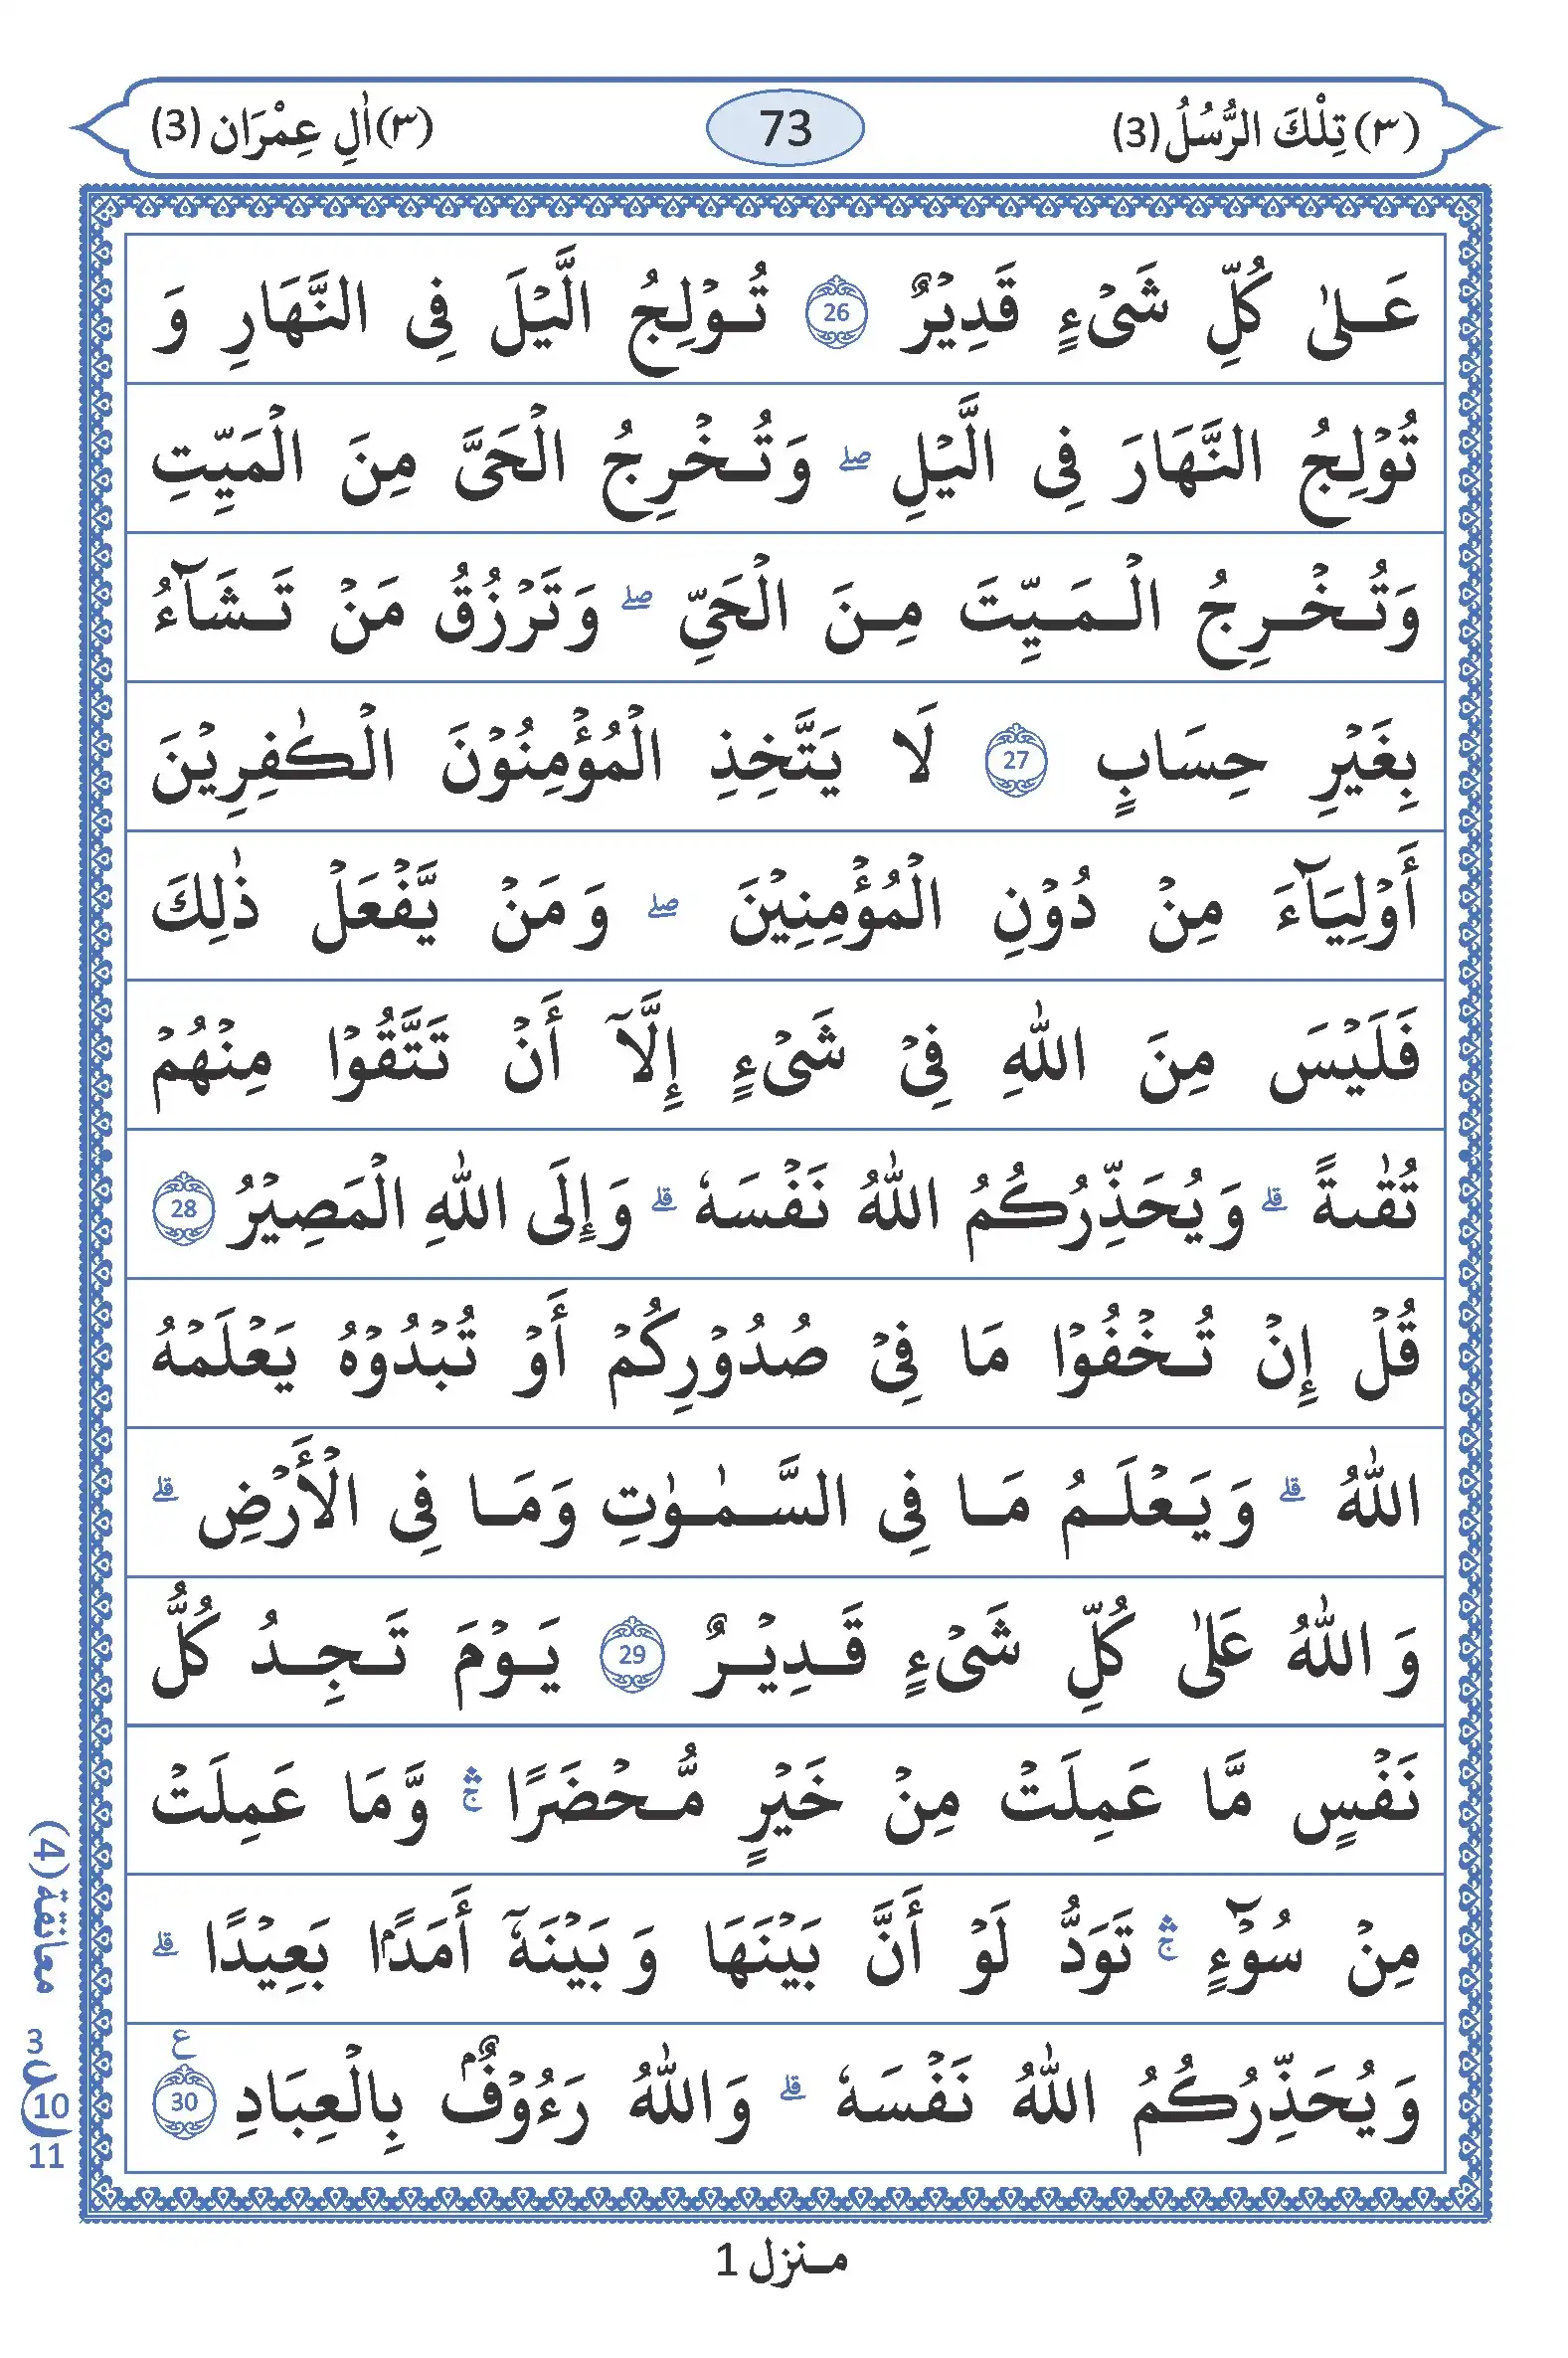 (٣) تِلْكَ الرُّسُلُ (3)
73
(٣) اٰلِ عِمْرَان (3)
عَلٰى كُلِّ شَىْءٍ قَدِيْرٌ 26 تُوْلِجُ الَّيْلَ فِى النَّهَارِ وَ
تُوْلِجُ النَّهَارَ فِى الَّيْلِ ۖ وَتُخْرِجُ الْحَىَّ مِنَ الْمَيِّتِ
وَتُخْرِجُ الْمَيِّتَ مِنَ الْحَىِّ ۖ وَتَرْزُقُ مَنْ تَشَآءُ
بِغَيْرِ حِسَابٍ 27 لَا يَتَّخِذِ الْمُؤْمِنُوْنَ الْكٰفِرِيْنَ
أَوْلِيَآءَ مِنْ دُوْنِ الْمُؤْمِنِيْنَ ۖ وَمَنْ يَّفْعَلْ ذٰلِكَ
فَلَيْسَ مِنَ اللّٰهِ فِىْ شَىْءٍ إِلَّآ أَنْ تَتَّقُوْا مِنْهُمْ
تُقٰىةً ۗ وَيُحَذِّرُكُمُ اللّٰهُ نَفْسَهٗ ۗ وَإِلَى اللّٰهِ الْمَصِيْرُ 28
قُلْ إِنْ تُخْفُوْا مَا فِىْ صُدُوْرِكُمْ أَوْ تُبْدُوْهُ يَعْلَمْهُ
اللّٰهُ ۗ وَيَعْلَمُ مَا فِى السَّمٰوٰتِ وَمَا فِى الْأَرْضِ ۗ
وَاللّٰهُ عَلٰى كُلِّ شَىْءٍ قَدِيْرٌ 29 يَوْمَ تَجِدُ كُلُّ
نَفْسٍ مَّا عَمِلَتْ مِنْ خَيْرٍ مُّحْضَرًا ۛۚ وَّمَا عَمِلَتْ
مِنْ سُوْٓءٍ ۛۚ تَوَدُّ لَوْ أَنَّ بَيْنَهَا وَبَيْنَهٗٓ أَمَدًۢا بَعِيْدًا ۗ
وَيُحَذِّرُكُمُ اللّٰهُ نَفْسَهٗ ۗ وَاللّٰهُ رَءُوْفٌۢ بِالْعِبَادِ 30 ع
معانقة (4)
3
10
11
مـنزل 1